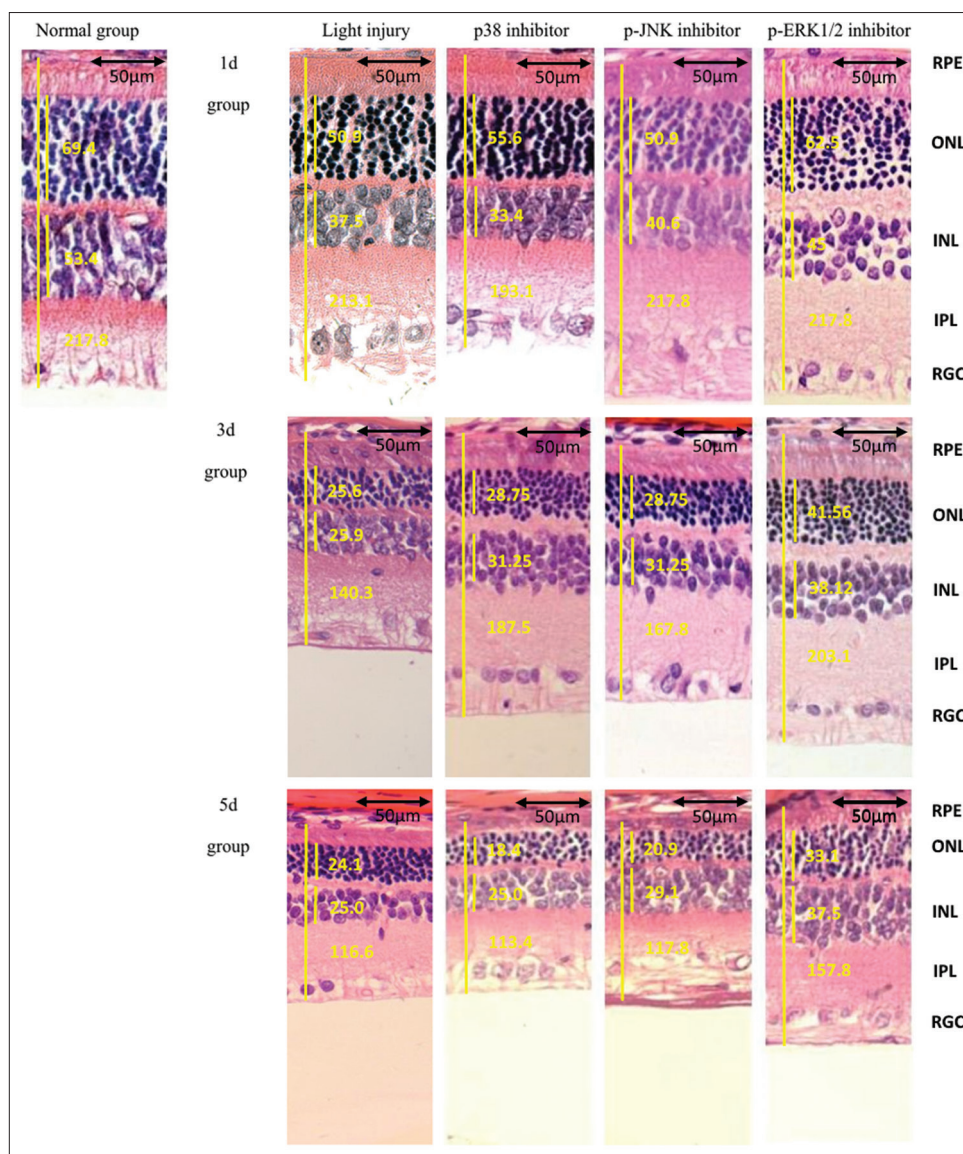 Normal group
Light injury
p38 inhibitor
p-JNK inhibitor
p-ERK1/2 inhibitor
1d
group
50µm
50µm
50µm
50µm
50µm
RPE
69.4
50.9
55.6
50.9
62.5
ONL
53.4
37.5
33.4
40.6
45
INL
217.8
213.1
193.1
217.8
217.8
IPL
RGC
3d
group
50µm
50µm
50µm
50µm
RPE
25.6
28.75
28.75
41.56
ONL
25.9
31.25
31.25
38.12
INL
140.3
187.5
167.8
203.1
IPL
RGC
5d
group
50µm
50µm
50µm
50µm
RPE
24.1
18.4
20.9
ONL
25.0
25.0
29.1
37.5
INL
116.6
113.4
157.8
IPL
RGC